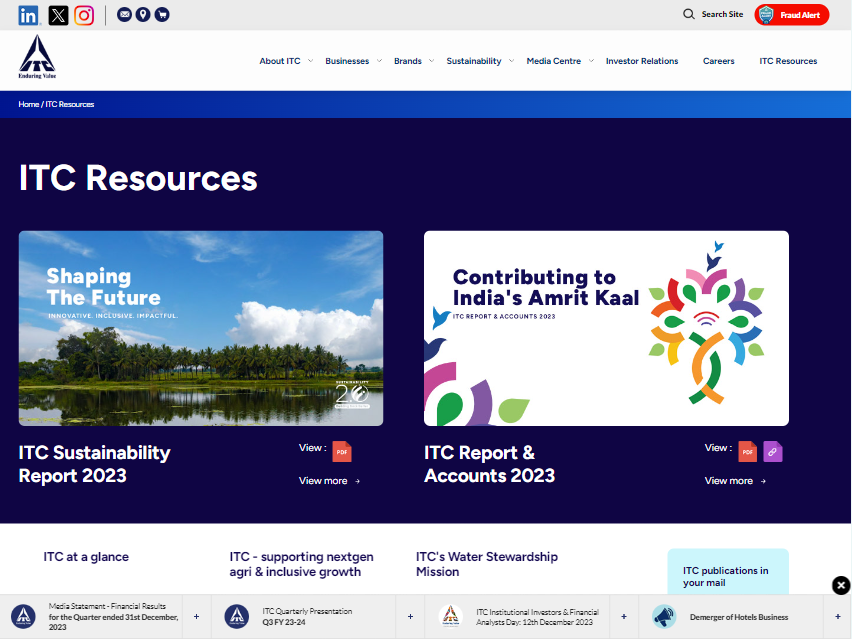 Search Site
Fraud Alert
ITC
Enduring Value
About ITC
Businesses
Brands
Sustainability
Media Centre
Investor Relations
Careers
ITC Resources
Home / ITC Resources
ITC Resources
Shaping
The Future
INNOVATIVE. INCLUSIVE. IMPACTFUL.
SUSTAINABILITY
20
Contributing to
India's Amrit Kaal
ITC REPORT & ACCOUNTS 2023
ITC Sustainability
Report 2023
View :
PDF
View more
ITC Report &
Accounts 2023
View :
PDF
View more
ITC at a glance
ITC - supporting nextgen
agri & inclusive growth
ITC's Water Stewardship
Mission
ITC publications in
your mail
Media Statement - Financial Results
for the Quarter ended 31st December,
2023
+
ITC Quarterly Presentation
Q3 FY 23-24
+
ITC Institutional Investors & Financial
Analysts Day: 12th December 2023
+
Demerger of Hotels Business
+